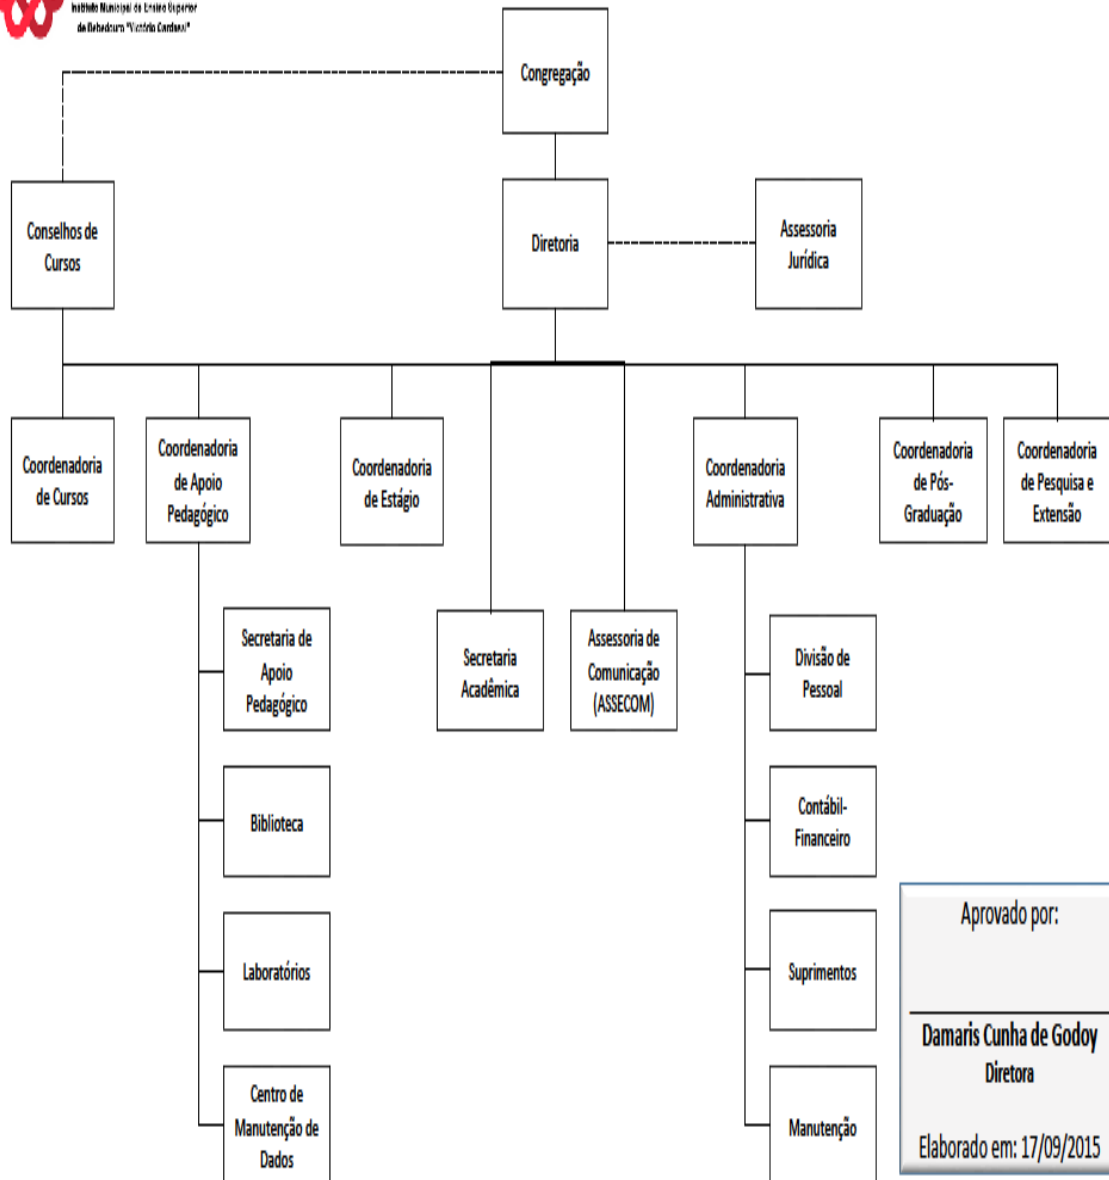 Instituto Municipal de Ensino Superior
de Bebedouro "Victório Cardassi"
Congregação
Conselhos de
Cursos
Diretoria
Assessoria
Jurídica
Coordenadoria
de Cursos
Coordenadoria
de Apoio
Pedagógico
Coordenadoria
de Estágio
Coordenadoria
Administrativa
Coordenadoria
de Pós-
Graduação
Coordenadoria
de Pesquisa e
Extensão
Secretaria de
Apoio
Pedagógico
Secretaria
Acadêmica
Assessoria de
Comunicação
(ASSECOM)
Divisão de
Pessoal
Biblioteca
Contábil-
Financeiro
Laboratórios
Suprimentos
Centro de
Manutenção de
Dados
Manutenção
Aprovado por:
Damaris Cunha de Godoy
Diretora
Elaborado em: 17/09/2015